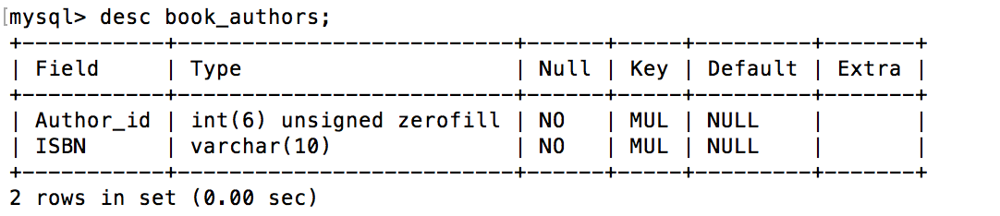 [mysql> desc book_authors;
+-----------+--------------------------+------+-----+---------+-------+
| Field     | Type                     | Null | Key | Default | Extra |
+-----------+--------------------------+------+-----+---------+-------+
| Author_id | int(6) unsigned zerofill | NO   | MUL | NULL    |       |
| ISBN      | varchar(10)              | NO   | MUL | NULL    |       |
+-----------+--------------------------+------+-----+---------+-------+
2 rows in set (0.00 sec)